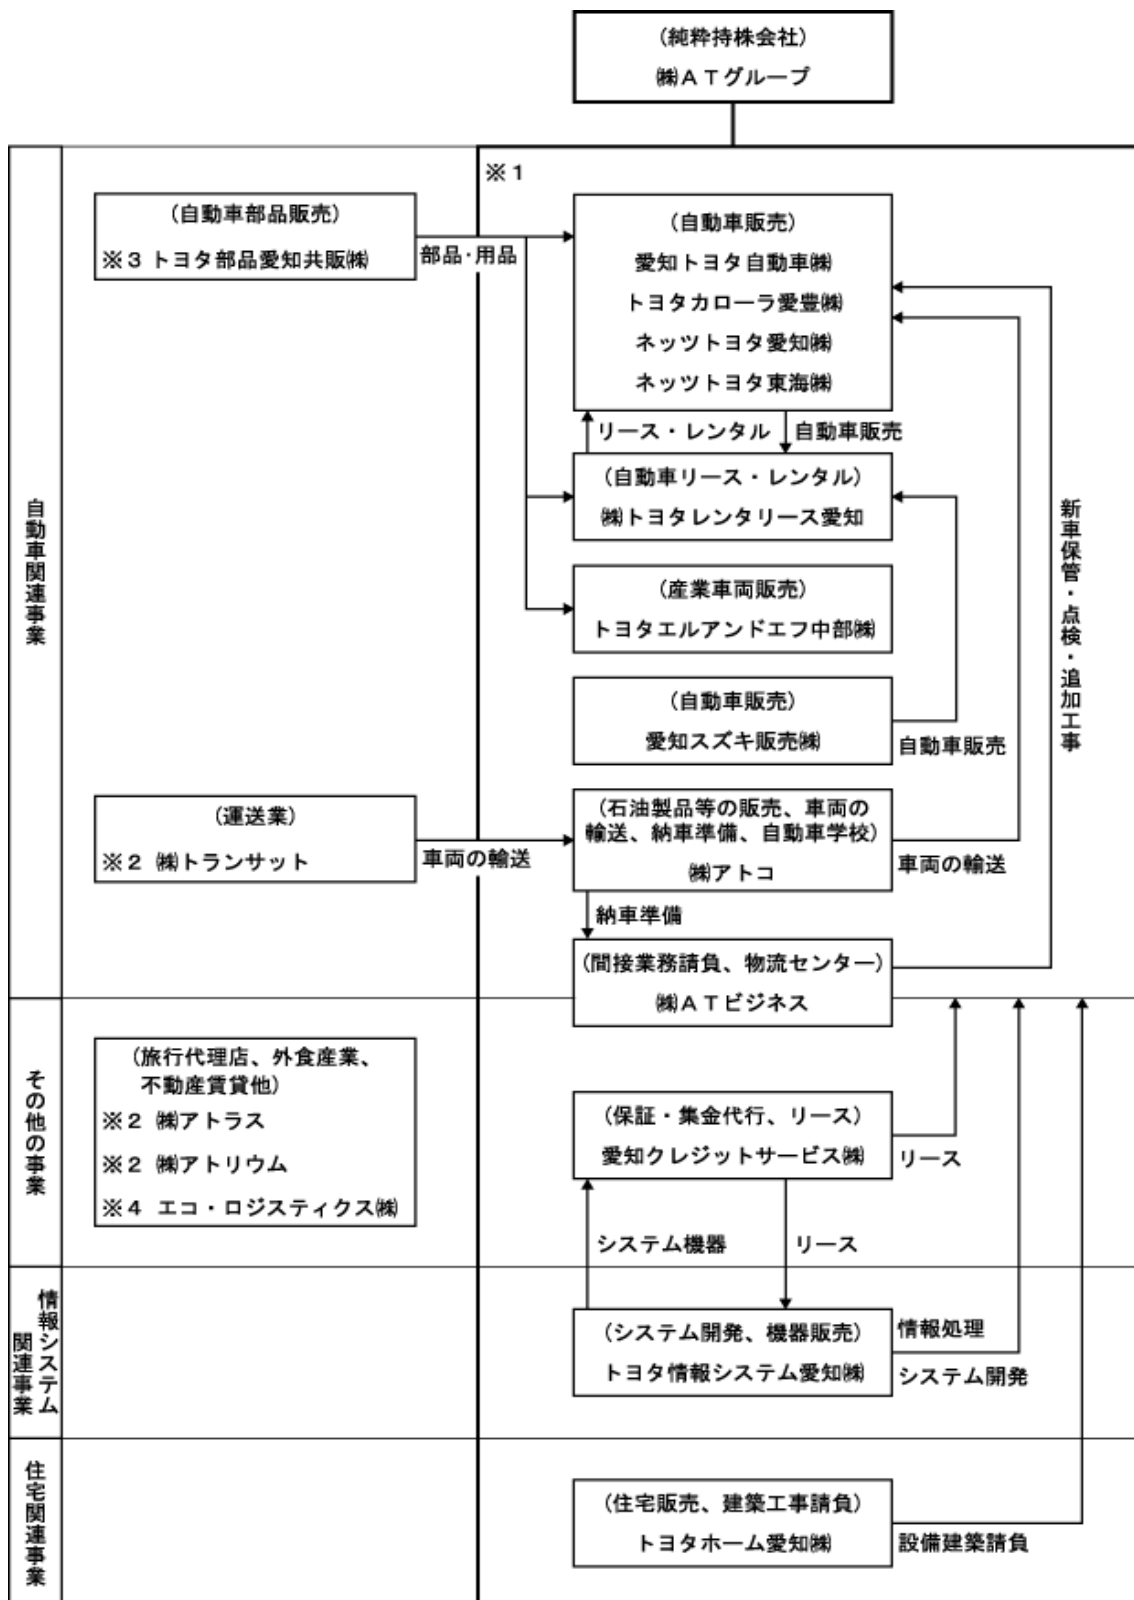 (純粋持株会社)
㈱ATグループ
※1
自動車関連事業
(自動車部品販売)
※3 トヨタ部品愛知共販㈱
部品・用品
(自動車販売)
愛知トヨタ自動車㈱
トヨタカローラ愛豊㈱
ネッツトヨタ愛知㈱
ネッツトヨタ東海㈱
リース・レンタル
自動車販売
(自動車リース・レンタル)
㈱トヨタレンタリース愛知
(産業車両販売)
トヨタエルアンドエフ中部㈱
(自動車販売)
愛知スズキ販売㈱
自動車販売
新車保管・点検・追加工事
(運送業)
※2 ㈱トランサット
車両の輸送
(石油製品等の販売、車両の
輸送、納車準備、自動車学校)
㈱アトコ
車両の輸送
納車準備
(間接業務請負、物流センター)
㈱ATビジネス
その他の事業
(旅行代理店、外食産業、
不動産賃貸他)
※2 ㈱アトラス
※2 ㈱アトリウム
※4 エコ・ロジスティクス㈱
(保証・集金代行、リース)
愛知クレジットサービス㈱
リース
システム機器
リース
情報システム
関連事業
(システム開発、機器販売)
トヨタ情報システム愛知㈱
情報処理
システム開発
住宅関連事業
(住宅販売、建築工事請負)
トヨタホーム愛知㈱
設備建築請負